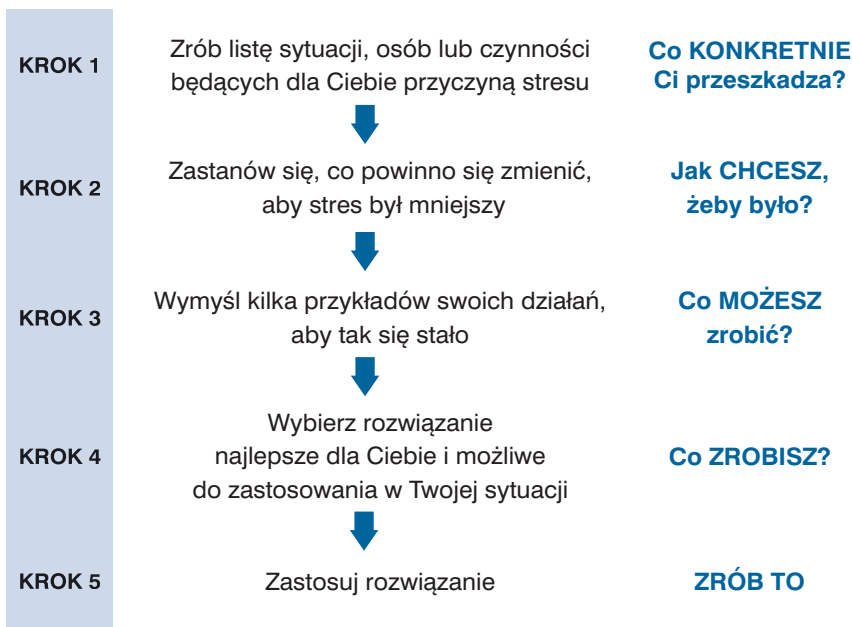 KROK 1
Zrób listę sytuacji, osób lub czynności
będących dla Ciebie przyczyną stresu
Co KONKRETNIE
Ci przeszkadza?
KROK 2
Zastanów się, co powinno się zmienić,
aby stres był mniejszy
Jak CHCESZ,
żeby było?
KROK 3
Wymyśl kilka przykładów swoich działań,
aby tak się stało
Co MOŻESZ
zrobić?
KROK 4
Wybierz rozwiązanie
najlepsze dla Ciebie i możliwe
do zastosowania w Twojej sytuacji
Co ZROBISZ?
KROK 5
Zastosuj rozwiązanie
ZRÓB TO